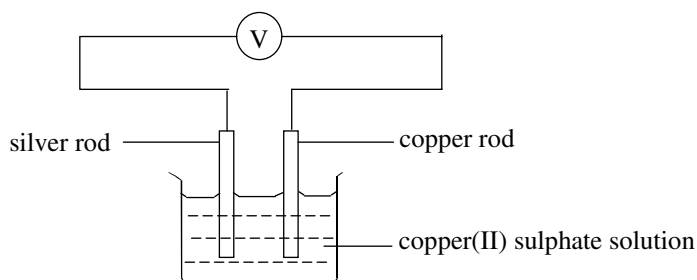 V
silver rod
copper rod
copper(II) sulphate solution